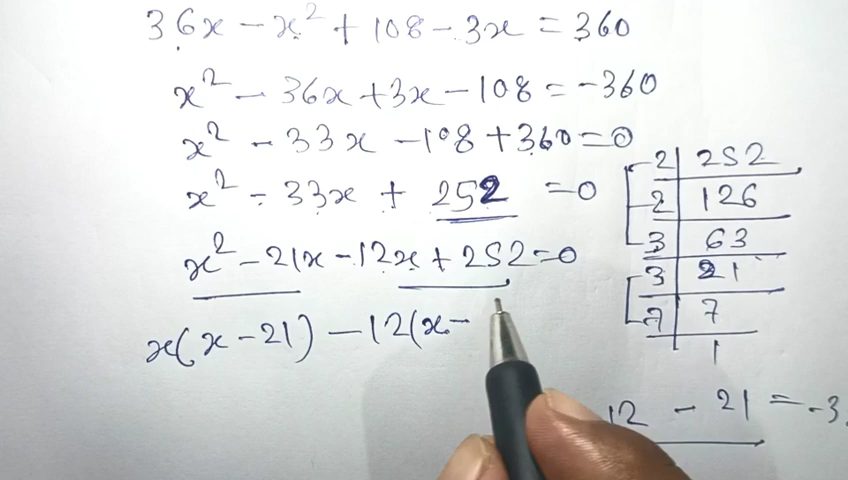 36x - x² + 108 - 3x = 360
x² - 36x + 3x - 108 = -360
x² - 33x - 108 + 360 = 0
x² - 33x + 252 = 0
x² - 21x - 12x + 252 = 0
x(x - 21) - 12(x -
2 | 252
2 | 126
3 | 63
3 | 21
7 | 7
1
12 - 21 = -3